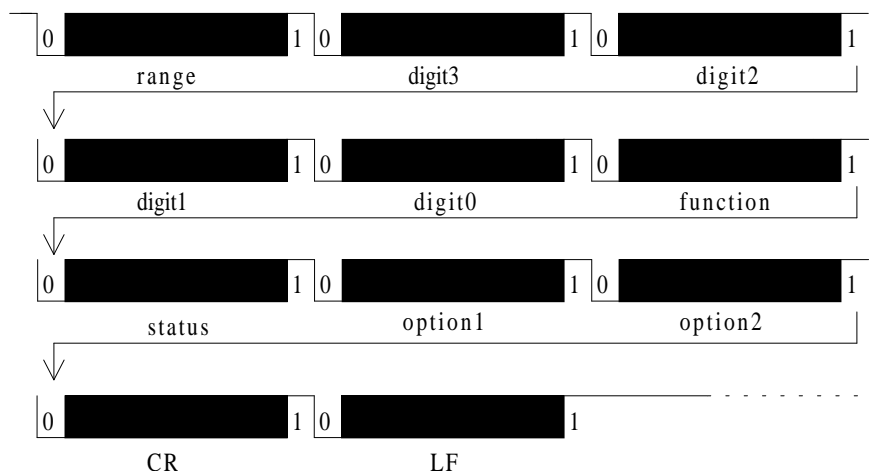 0 1 0 1 0 1
range digit3 digit2
0 1 0 1 0 1
digit1 digit0 function
0 1 0 1 0 1
status option1 option2
0 1 0 1
CR LF